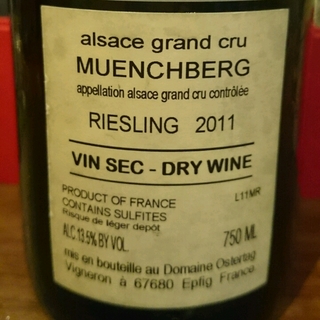 alsace grand cru
MUENCHBERG
appellation alsace grand cru contrôlée
RIESLING 2011
VIN SEC - DRY WINE
PRODUCT OF FRANCE L11MR
CONTAINS SULFITES
Risque de léger depôt
ALC.13.5% BY VOL. 750 ML
mis en bouteille au Domaine Ostertag
Vigneron à 67680 Epfig France